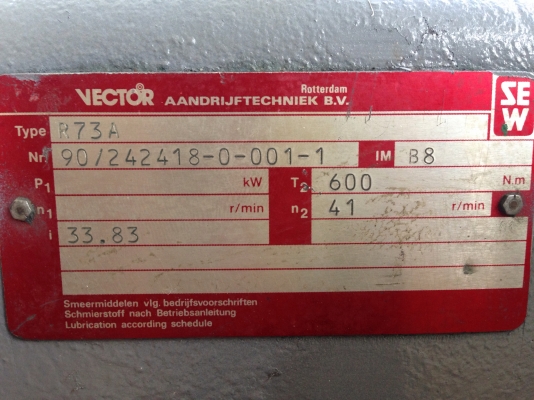 Rotterdam
VECTOR AANDRIJFTECHNIEK B.V.
SEW
Type R73A
Nr. 90/242418-0-001-1 IM B8
P1 kW T2 600 N.m
n1 r/min n2 41 r/min
i 33.83
Smeermiddelen vlg. bedrijfsvoorschriften
Schmierstoff nach Betriebsanleitung
Lubrication according schedule